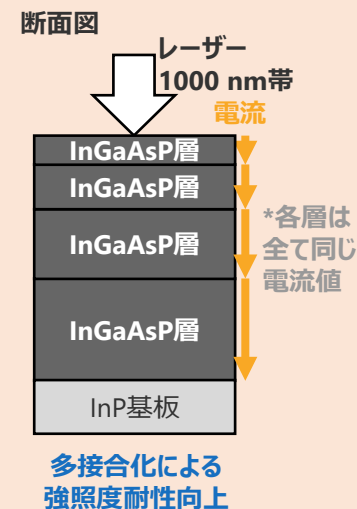 断面図
レーザー
1000 nm帯
電流
InGaAsP層
InGaAsP層
InGaAsP層
InGaAsP層
*各層は
全て同じ
電流値
InP基板
多接合化による
強照度耐性向上